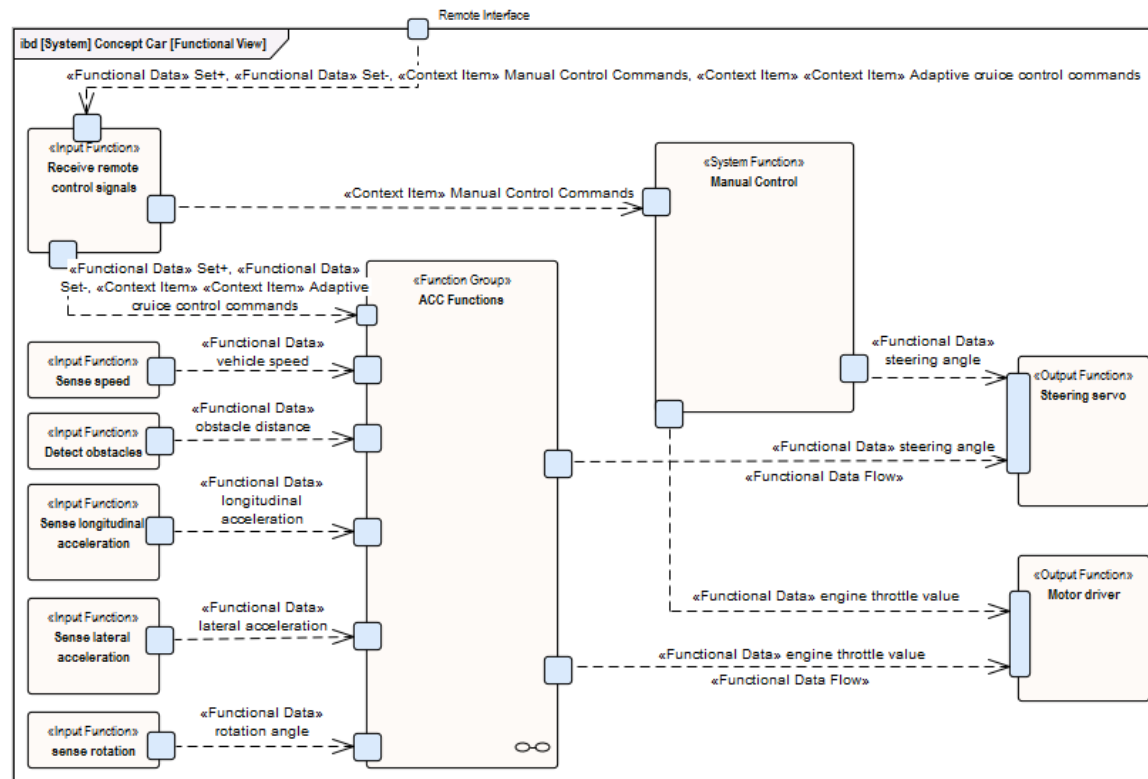 Remote Interface
ibd [System] Concept Car [Functional View]
«Functional Data» Set+, «Functional Data» Set-, «Context Item» Manual Control Commands, «Context Item» «Context Item» Adaptive cruice control commands
«Input Function»
Receive remote
control signals
«Context Item» Manual Control Commands
«System Function»
Manual Control
«Functional Data» Set+, «Functional Data»
Set-, «Context Item» «Context Item» Adaptive
cruice control commands
«Function Group»
ACC Functions
«Input Function»
Sense speed
«Functional Data»
vehicle speed
«Input Function»
Detect obstacles
«Functional Data»
obstacle distance
«Input Function»
Sense longitudinal
acceleration
«Functional Data»
longitudinal
acceleration
«Input Function»
Sense lateral
acceleration
«Functional Data»
lateral acceleration
«Input Function»
sense rotation
«Functional Data»
rotation angle
«Functional Data»
steering angle
«Output Function»
Steering servo
«Functional Data» steering angle
«Functional Data Flow»
«Output Function»
Motor driver
«Functional Data» engine throttle value
«Functional Data» engine throttle value
«Functional Data Flow»